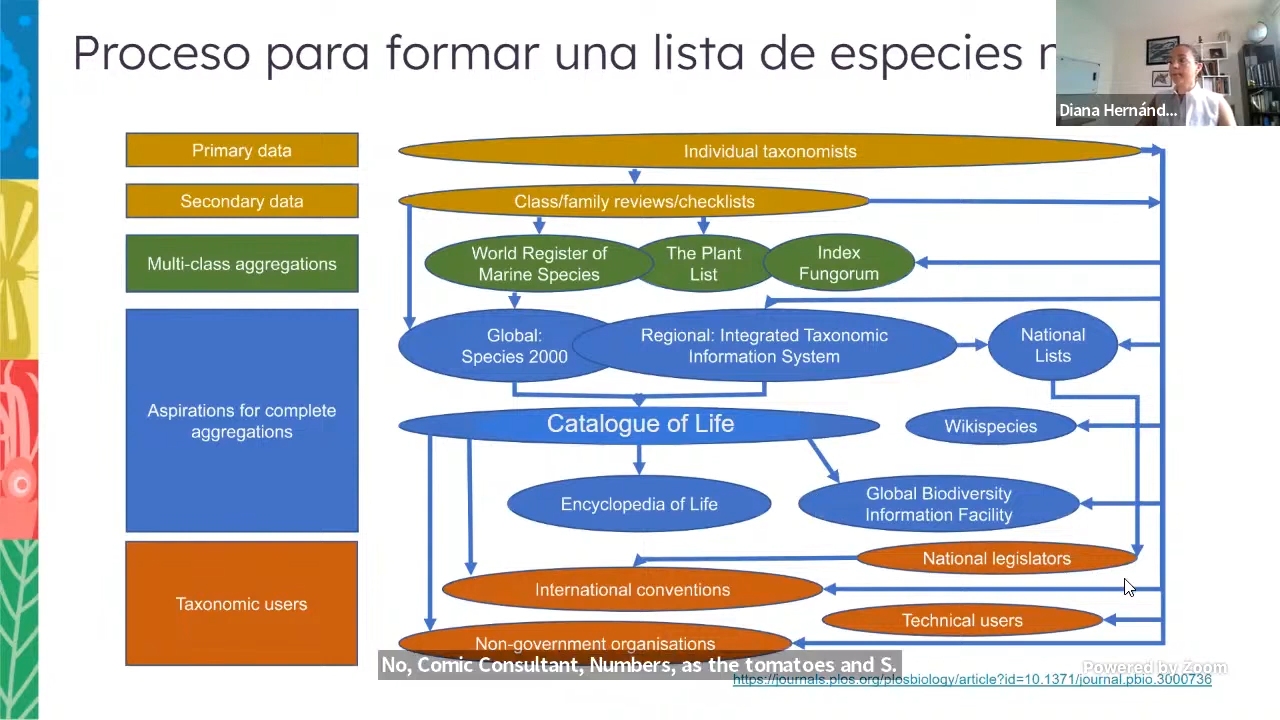 Proceso para formar una lista de especies
Diana Hernánd...
Primary data
Individual taxonomists
Secondary data
Class/family reviews/checklists
Multi-class aggregations
World Register of
Marine Species
The Plant
List
Index
Fungorum
Aspirations for complete
aggregations
Global:
Species 2000
Regional: Integrated Taxonomic
Information System
National
Lists
Catalogue of Life
Wikispecies
Encyclopedia of Life
Global Biodiversity
Information Facility
Taxonomic users
National legislators
International conventions
Technical users
Non-government organisations
No, Comic Consultant, Numbers, as the tomatoes and S.
Powered by Zoom
https://journals.plos.org/plosbiology/article?id=10.1371/journal.pbio.3000736